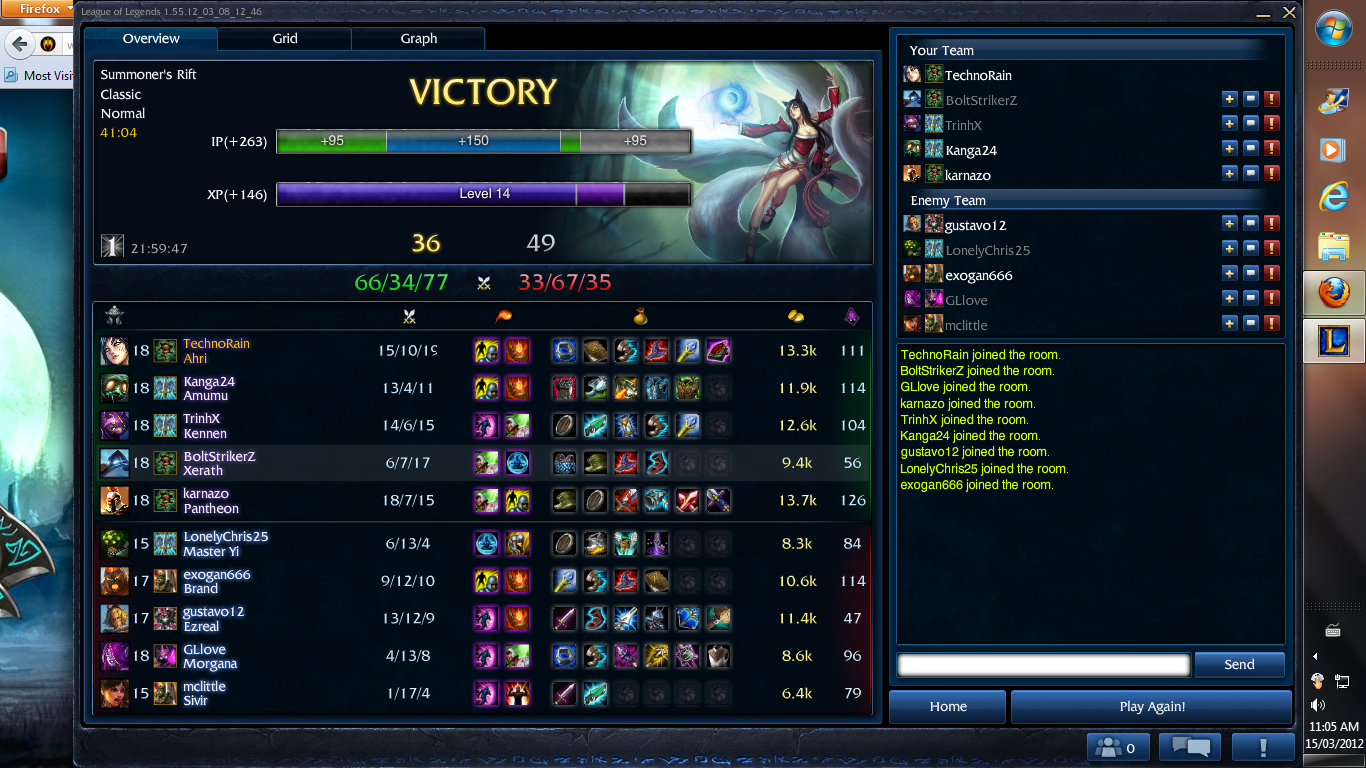 Firefox
League of Legends 1.55.12_03_08_12_46
Overview
Grid
Graph
Most Visi
Summoner's Rift
Classic
Normal
41:04
VICTORY
IP(+263)
+95
+150
+95
XP(+146)
Level 14
1
21:59:47
36
49
66/34/77
33/67/35
18 TechnoRain 15/10/19 13.3k 111
Ahri
18 Kanga24 13/4/11 11.9k 114
Amumu
18 TrinhX 14/6/15 12.6k 104
Kennen
18 BoltStrikerZ 6/7/17 9.4k 56
Xerath
18 karnazo 18/7/15 13.7k 126
Pantheon
15 LonelyChris25 6/13/4 8.3k 84
Master Yi
17 exogan666 9/12/10 10.6k 114
Brand
17 gustavo12 13/12/9 11.4k 47
Ezreal
18 GLlove 4/13/8 8.6k 96
Morgana
15 mclittle 1/17/4 6.4k 79
Sivir
Your Team
TechnoRain
BoltStrikerZ
TrinhX
Kanga24
karnazo
Enemy Team
gustavo12
LonelyChris25
exogan666
GLlove
mclittle
TechnoRain joined the room.
BoltStrikerZ joined the room.
GLlove joined the room.
karnazo joined the room.
TrinhX joined the room.
Kanga24 joined the room.
gustavo12 joined the room.
LonelyChris25 joined the room.
exogan666 joined the room.
Send
Home
Play Again!
0
11:05 AM
15/03/2012